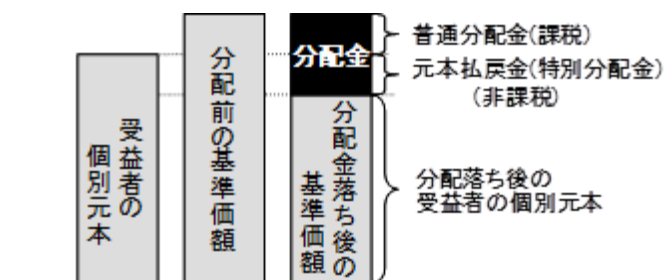 受益者の
個別元本
分配前の基準価額
分配金
分配金落ち後の
基準価額
普通分配金(課税)
元本払戻金(特別分配金)
(非課税)
分配落ち後の
受益者の個別元本